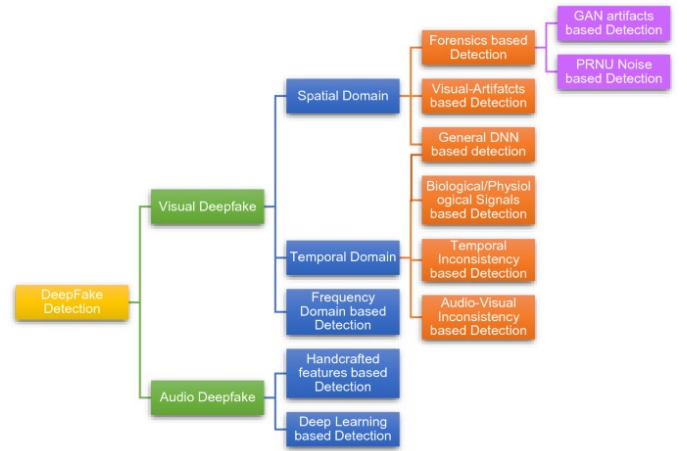 GAN artifacts
based Detection
Forensics based
Detection
PRNU Noise
based Detection
Spatial Domain
Visual-Artifatcts
based Detection
General DNN
based detection
Visual Deepfake
Biological/Physiol
ogical Signals
based Detection
Temporal Domain
Temporal
Inconsistency
based Detection
DeepFake
Detection
Frequency
Domain based
Detection
Audio-Visual
Inconsistency
based Detection
Handcrafted
features based
Detection
Audio Deepfake
Deep Learning
based Detection